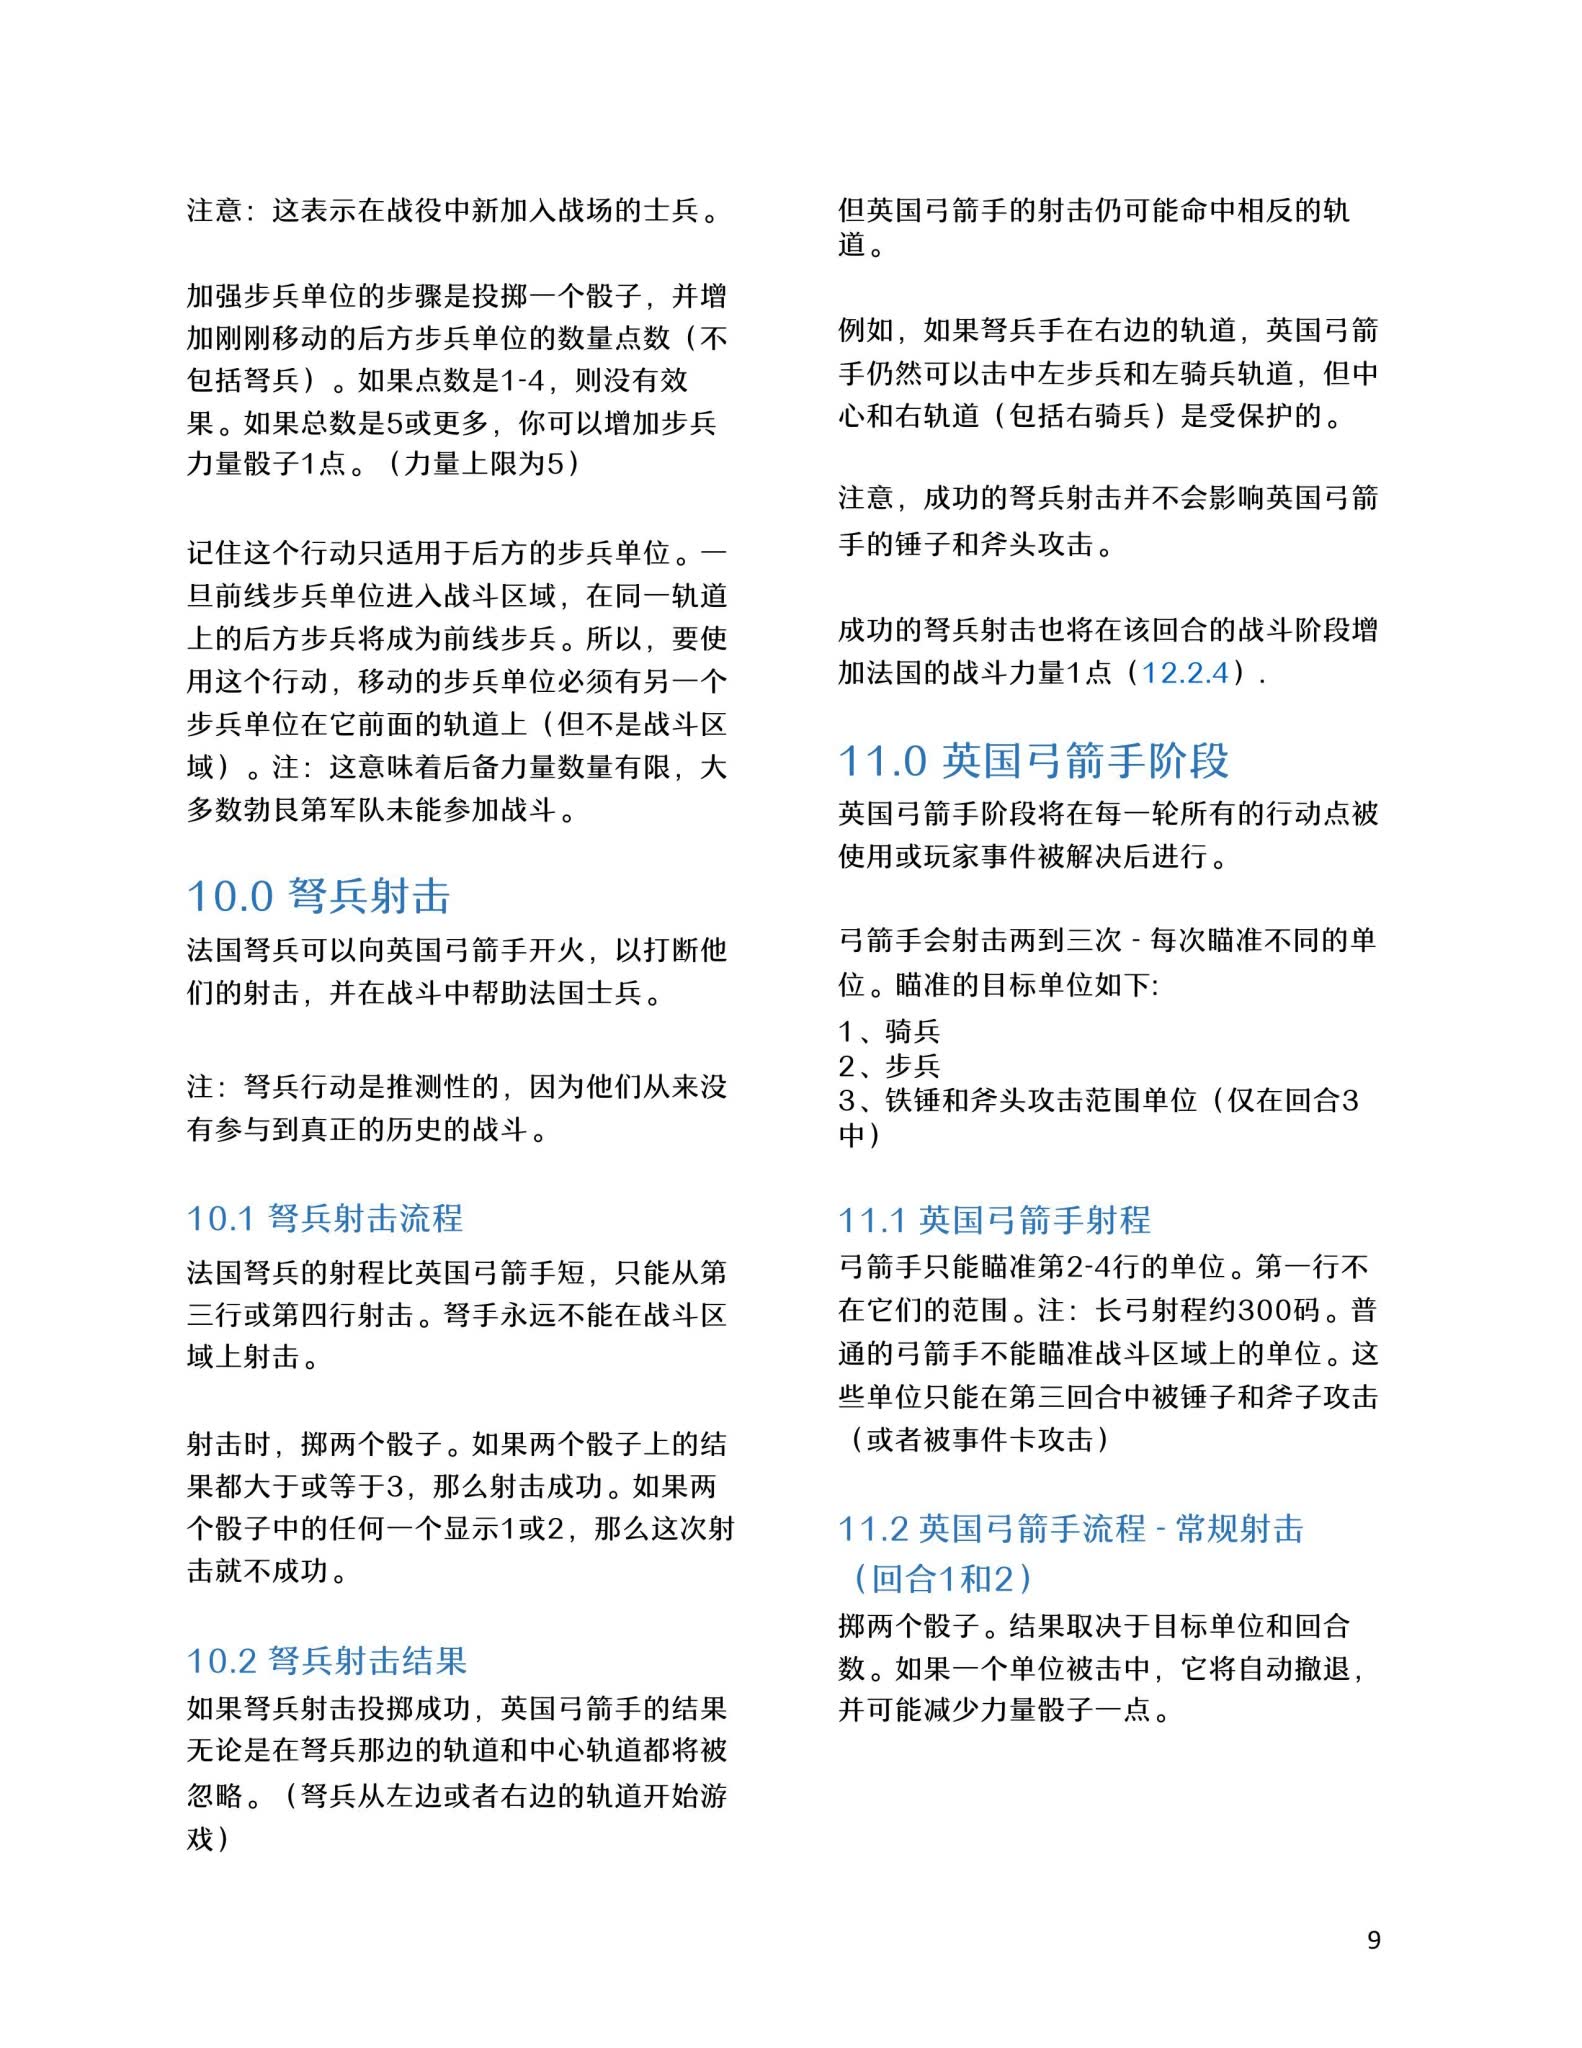 注意：这表示在战役中新加入战场的士兵。
加强步兵单位的步骤是投掷一个骰子，并增
加刚刚移动的后方步兵单位的数量点数（不
包括弩兵）。如果点数是1-4，则没有效
果。如果总数是5或更多，你可以增加步兵
力量骰子1点。（力量上限为5）
记住这个行动只适用于后方的步兵单位。一
旦前线步兵单位进入战斗区域，在同一轨道
上的后方步兵将成为前线步兵。所以，要使
用这个行动，移动的步兵单位必须有另一个
步兵单位在它前面的轨道上（但不是战斗区
域）。注：这意味着后备力量数量有限，大
多数勃艮第军队未能参加战斗。
10.0 弩兵射击
法国弩兵可以向英国弓箭手开火，以打断他
们的射击，并在战斗中帮助法国士兵。
注：弩兵行动是推测性的，因为他们从来没
有参与到真正的历史的战斗。
10.1 弩兵射击流程
法国弩兵的射程比英国弓箭手短，只能从第
三行或第四行射击。弩手永远不能在战斗区
域上射击。
射击时，掷两个骰子。如果两个骰子上的结
果都大于或等于3，那么射击成功。如果两
个骰子中的任何一个显示1或2，那么这次射
击就不成功。
10.2 弩兵射击结果
如果弩兵射击投掷成功，英国弓箭手的结果
无论是在弩兵那边的轨道和中心轨道都将被
忽略。（弩兵从左边或者右边的轨道开始游
戏）
但英国弓箭手的射击仍可能命中相反的轨
道。
例如，如果弩兵手在右边的轨道，英国弓箭
手仍然可以击中左步兵和左骑兵轨道，但中
心和右轨道（包括右骑兵）是受保护的。
注意，成功的弩兵射击并不会影响英国弓箭
手的锤子和斧头攻击。
成功的弩兵射击也将在该回合的战斗阶段增
加法国的战斗力量1点（12.2.4）.
11.0 英国弓箭手阶段
英国弓箭手阶段将在每一轮所有的行动点被
使用或玩家事件被解决后进行。
弓箭手会射击两到三次 - 每次瞄准不同的单
位。瞄准的目标单位如下:
1、骑兵
2、步兵
3、铁锤和斧头攻击范围单位（仅在回合3
中）
11.1 英国弓箭手射程
弓箭手只能瞄准第2-4行的单位。第一行不
在它们的范围。注：长弓射程约300码。普
通的弓箭手不能瞄准战斗区域上的单位。这
些单位只能在第三回合中被锤子和斧子攻击
（或者被事件卡攻击）
11.2 英国弓箭手流程 - 常规射击
（回合1和2）
掷两个骰子。结果取决于目标单位和回合
数。如果一个单位被击中，它将自动撤退，
并可能减少力量骰子一点。
9